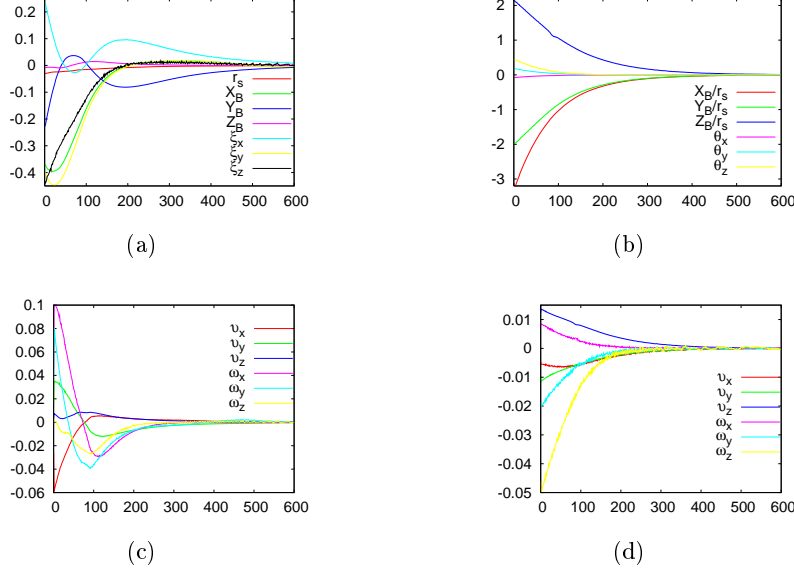 0.2
0.1
0
-0.1
-0.2
-0.3
-0.4
0 100 200 300 400 500 600
r_s
X_B
Y_B
Z_B
ξ_x
ξ_y
ξ_z
(a)
2
1
0
-1
-2
-3
0 100 200 300 400 500 600
X_B/r_s
Y_B/r_s
Z_B/r_s
θ_x
θ_y
θ_z
(b)
0.1
0.08
0.06
0.04
0.02
0
-0.02
-0.04
-0.06
0 100 200 300 400 500 600
υ_x
υ_y
υ_z
ω_x
ω_y
ω_z
(c)
0.01
0
-0.01
-0.02
-0.03
-0.04
-0.05
0 100 200 300 400 500 600
υ_x
υ_y
υ_z
ω_x
ω_y
ω_z
(d)